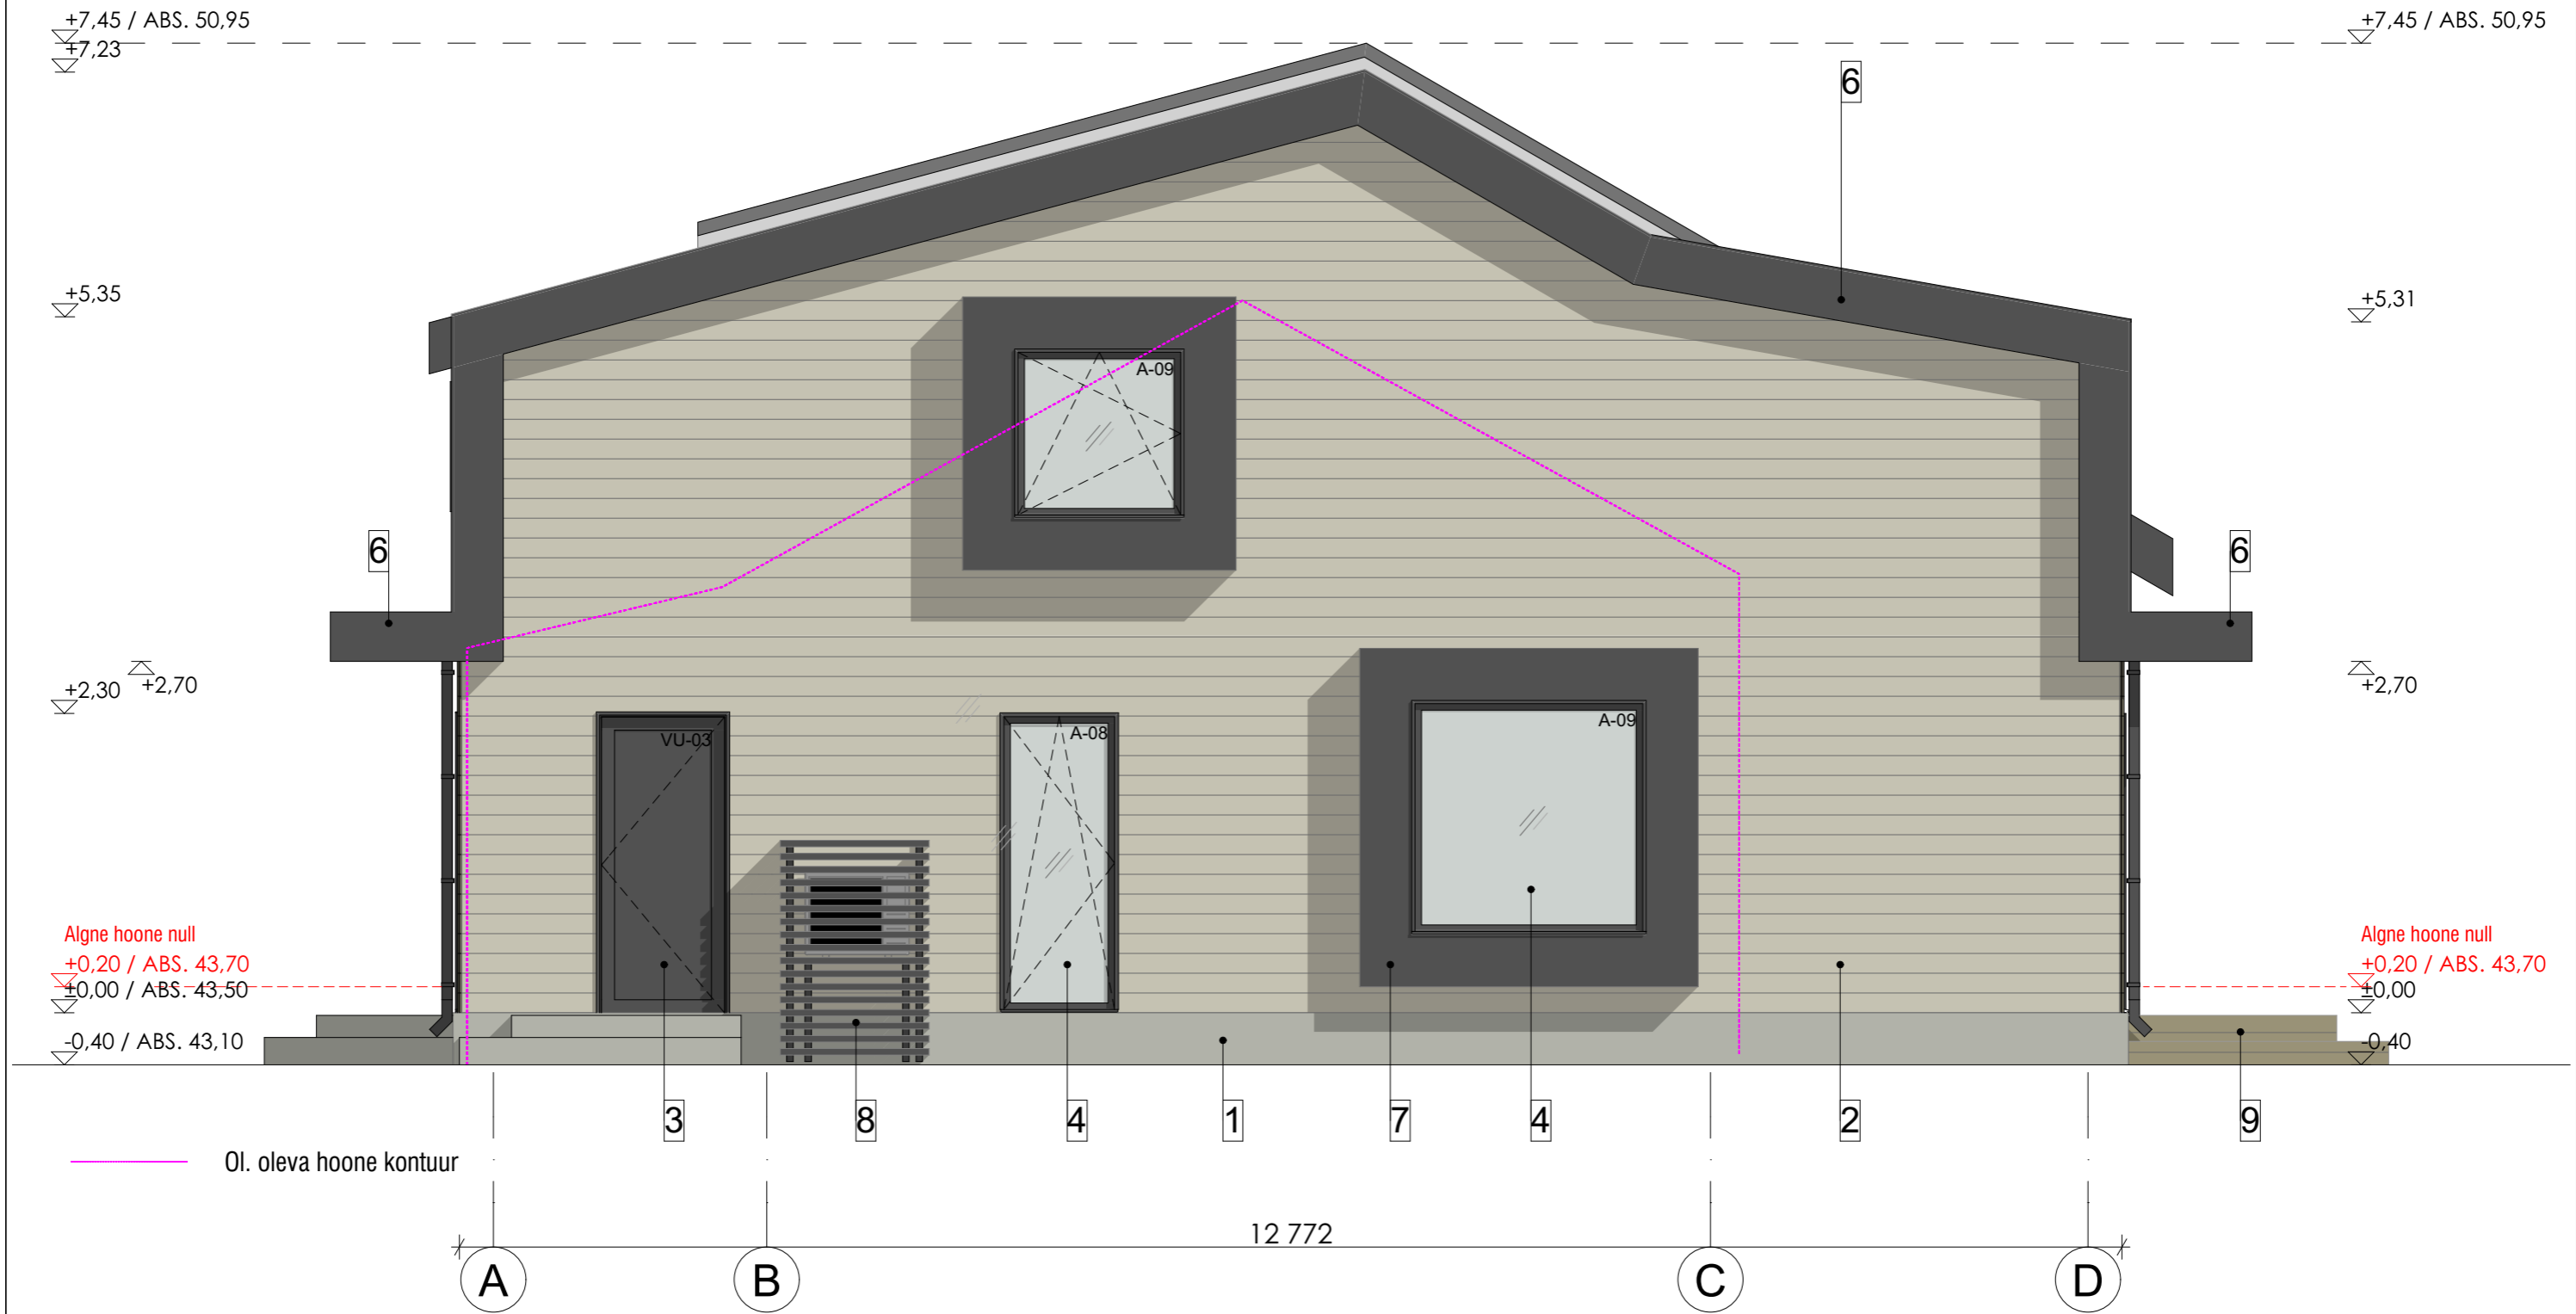 +7,45 / ABS. 50,95
+7,45 / ABS. 50,95
+7,23
6
+5,35
+5,31
A-09
6
6
+2,30
+2,70
+2,70
VU-03
A-08
A-09
Algne hoone null
+0,20 / ABS. 43,70
±0,00 / ABS. 43,50
-0,40 / ABS. 43,10
Algne hoone null
+0,20 / ABS. 43,70
±0,00
-0,40
3
8
4
1
7
4
2
9
Ol. oleva hoone kontuur
12 772
A
B
C
D